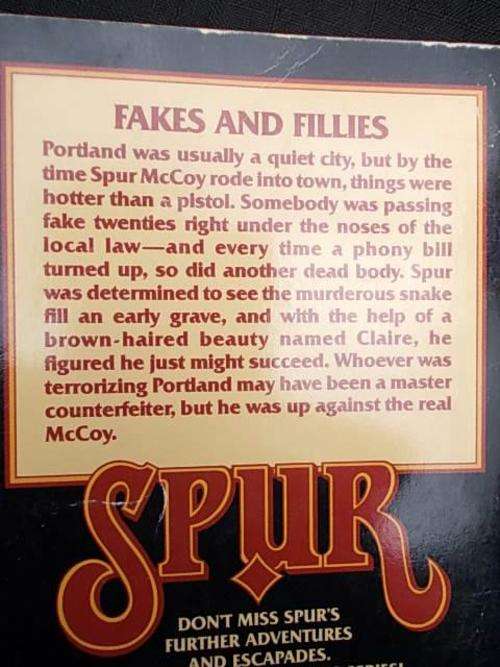 FAKES AND FILLIES
Portland was usually a quiet city, but by the
time Spur McCoy rode into town, things were
hotter than a pistol. Somebody was passing
fake twenties right under the noses of the
local law—and every time a phony bill
turned up, so did another dead body. Spur
was determined to see the murderous snake
fill an early grave, and with the help of a
brown-haired beauty named Claire, he
figured he just might succeed. Whoever was
terrorizing Portland may have been a master
counterfeiter, but he was up against the real
McCoy.
SPUR
DON'T MISS SPUR'S
FURTHER ADVENTURES
AND ESCAPADES.